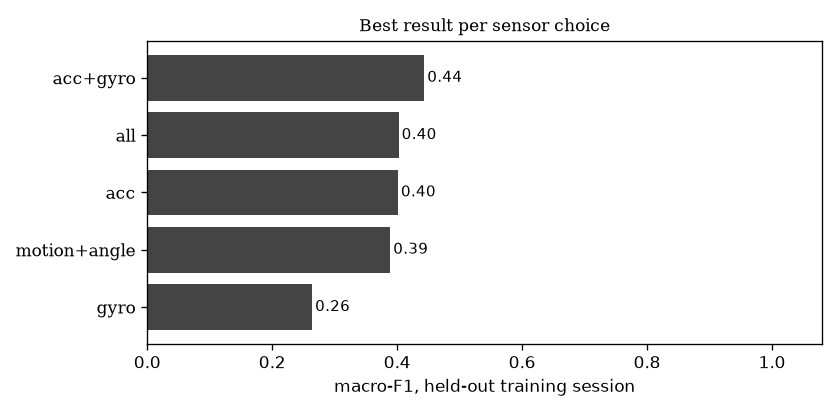 Best result per sensor choice
acc+gyro 0.44
all 0.40
acc 0.40
motion+angle 0.39
gyro 0.26
0.0 0.2 0.4 0.6 0.8 1.0
macro-F1, held-out training session